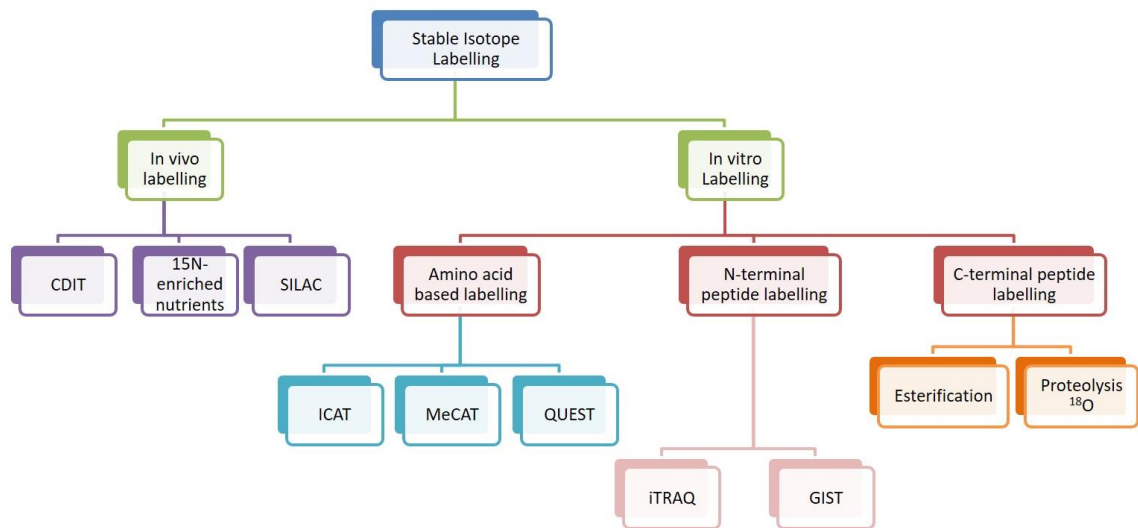 Stable Isotope
Labelling
In vivo
labelling
In vitro
Labelling
CDIT
15N-
enriched
nutrients
SILAC
Amino acid
based labelling
N-terminal
peptide labelling
C-terminal peptide
labelling
ICAT
MeCAT
QUEST
Esterification
Proteolysis
¹⁸O
iTRAQ
GIST